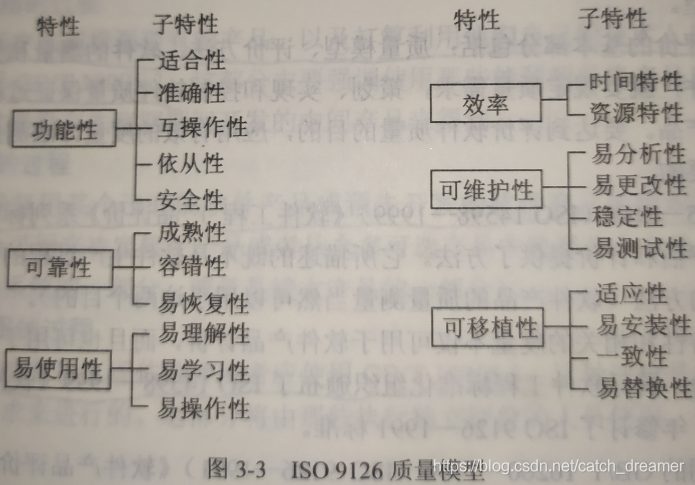 特性 子特性
功能性
适合性
准确性
互操作性
依从性
安全性
可靠性
成熟性
容错性
易恢复性
易使用性
易理解性
易学习性
易操作性
特性 子特性
效率
时间特性
资源特性
可维护性
易分析性
易更改性
稳定性
易测试性
可移植性
适应性
易安装性
一致性
易替换性
图 3-3 ISO 9126 质量模型
https://blog.csdn.net/catch_dreamer